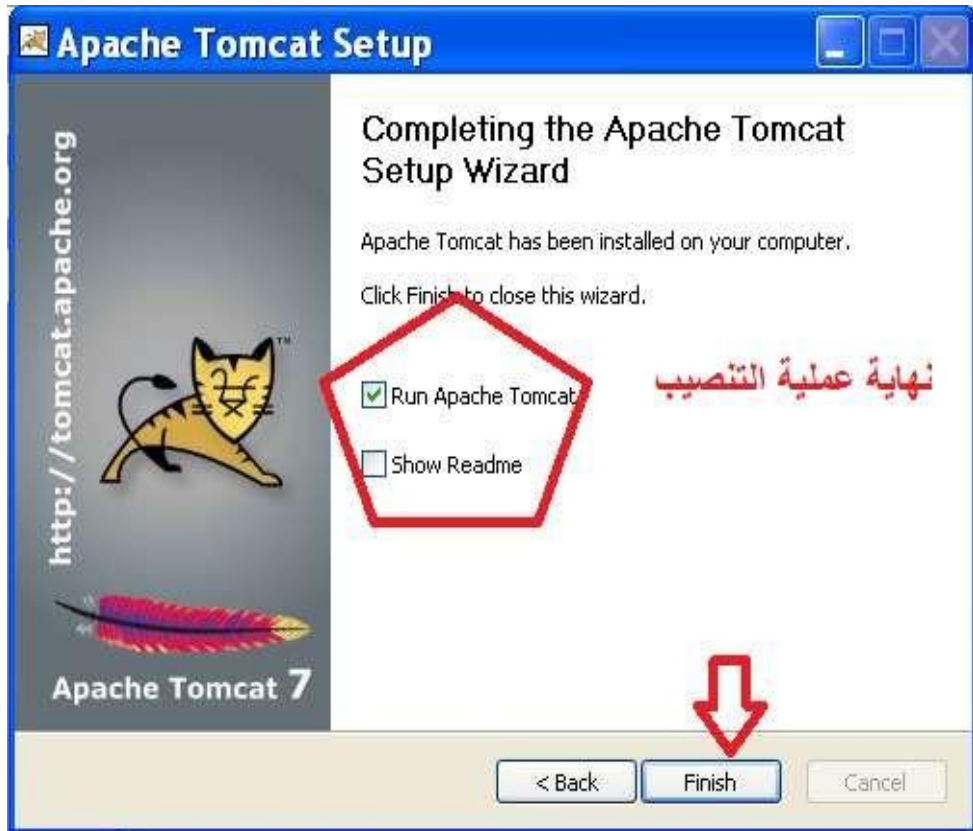 Apache Tomcat Setup
http://tomcat.apache.org
Completing the Apache Tomcat
Setup Wizard
Apache Tomcat has been installed on your computer.
Click Finish to close this wizard.
Run Apache Tomcat
نهاية عملية التنصيب
Show Readme
TM
Apache Tomcat 7
< Back
Finish
Cancel